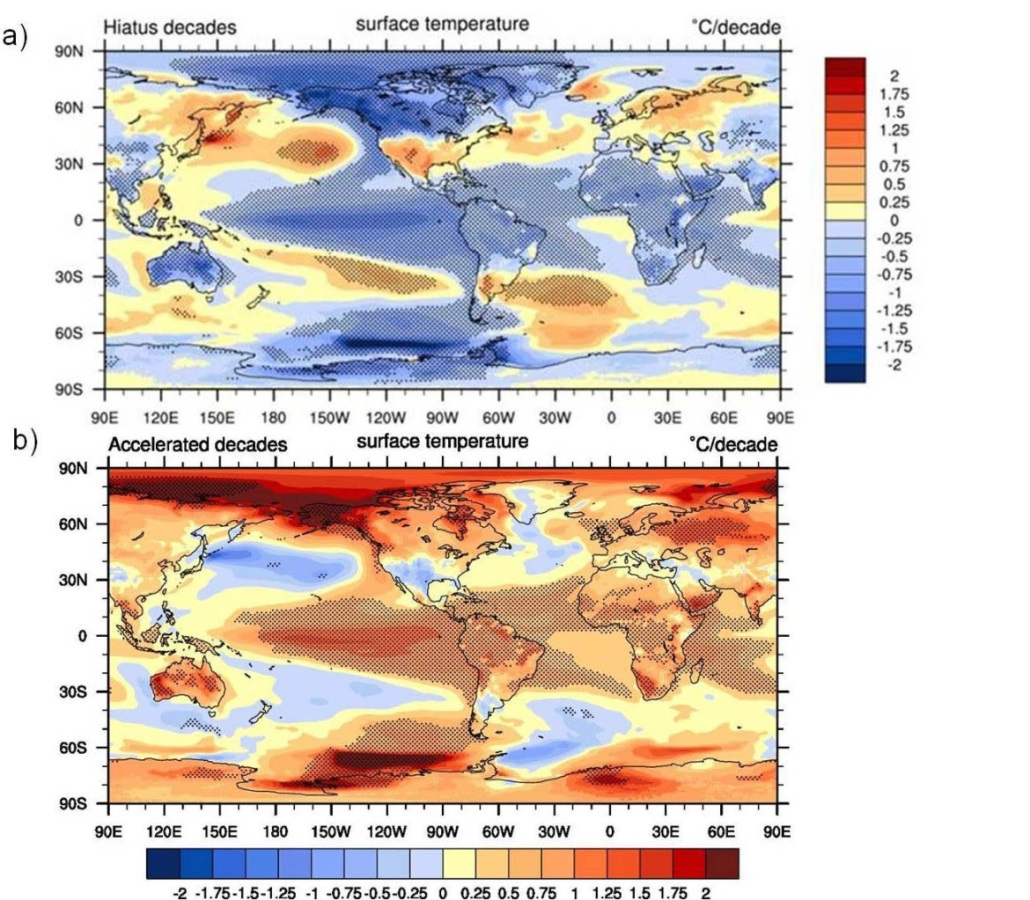 a)
Hiatus decades surface temperature °C/decade
90N
60N
30N
0
30S
60S
90S
90E 120E 150E 180 150W 120W 90W 60W 30W 0 30E 60E 90E
2
1.75
1.5
1.25
1
0.75
0.5
0.25
0
-0.25
-0.5
-0.75
-1
-1.25
-1.5
-1.75
-2
b)
Accelerated decades surface temperature °C/decade
90N
60N
30N
0
30S
60S
90S
90E 120E 150E 180 150W 120W 90W 60W 30W 0 30E 60E 90E
-2 -1.75 -1.5 -1.25 -1 -0.75 -0.5 -0.25 0 0.25 0.5 0.75 1 1.25 1.5 1.75 2